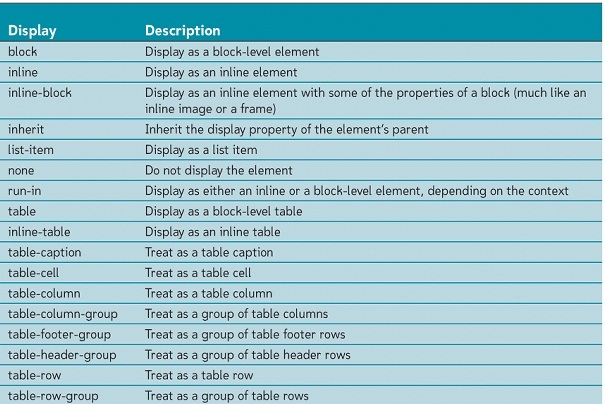 Display Description
block Display as a block-level element
inline Display as an inline element
inline-block Display as an inline element with some of the properties of a block (much like an
inline image or a frame)
inherit Inherit the display property of the element's parent
list-item Display as a list item
none Do not display the element
run-in Display as either an inline or a block-level element, depending on the context
table Display as a block-level table
inline-table Display as an inline table
table-caption Treat as a table caption
table-cell Treat as a table cell
table-column Treat as a table column
table-column-group Treat as a group of table columns
table-footer-group Treat as a group of table footer rows
table-header-group Treat as a group of table header rows
table-row Treat as a table row
table-row-group Treat as a group of table rows